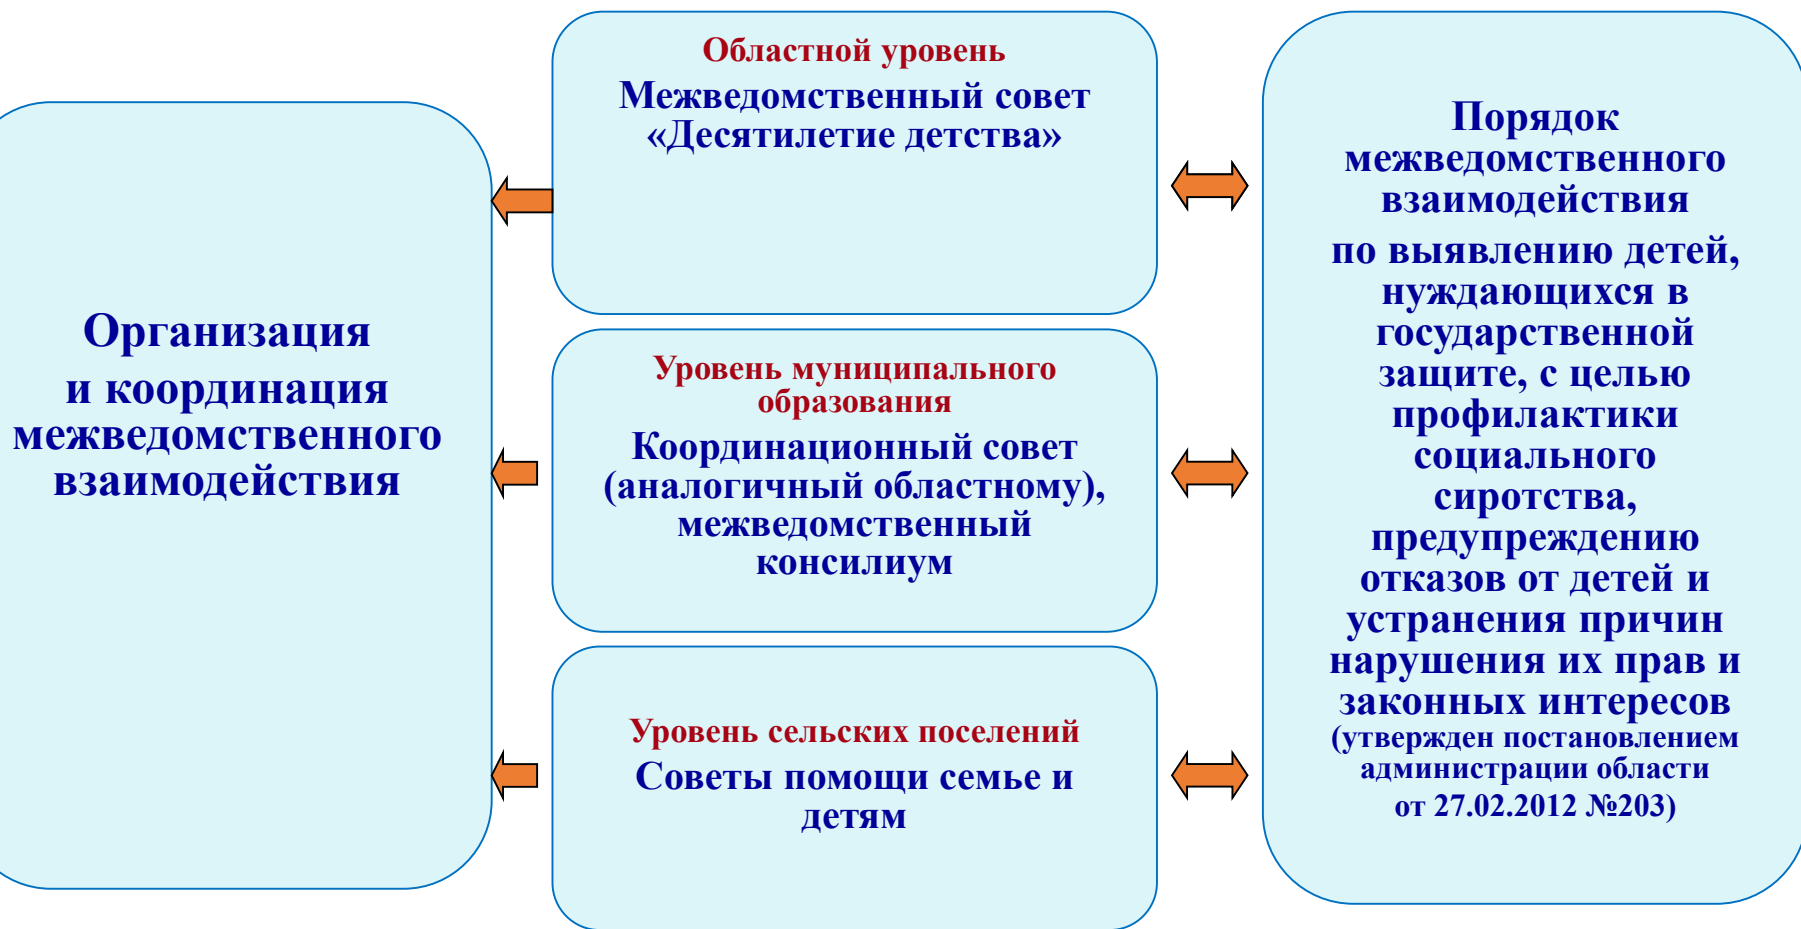 Организация
и координация
межведомственного
взаимодействия
Областной уровень
Межведомственный совет
«Десятилетие детства»
Уровень муниципального
образования
Координационный совет
(аналогичный областному),
межведомственный
консилиум
Уровень сельских поселений
Советы помощи семье и
детям
Порядок
межведомственного
взаимодействия
по выявлению детей,
нуждающихся в
государственной
защите, с целью
профилактики
социального
сиротства,
предупреждению
отказов от детей и
устранения причин
нарушения их прав и
законных интересов
(утвержден постановлением
администрации области
от 27.02.2012 №203)